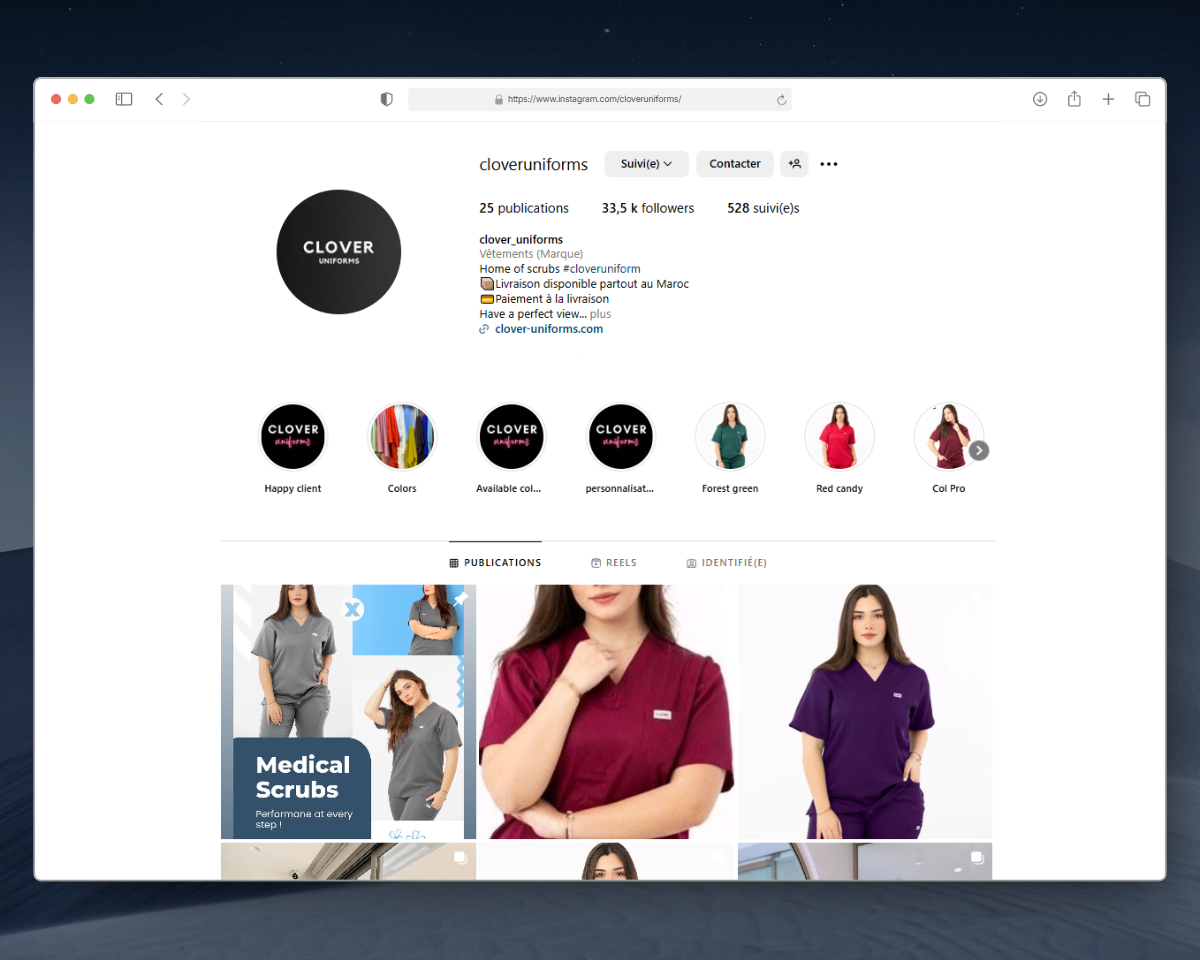 https://www.instagram.com/cloveruniforms/
cloveruniforms
Suivi(e)
Contacter
25 publications
33,5 k followers
528 suivi(e)s
CLOVER
UNIFORMS
clover_uniforms
Vêtements (Marque)
Home of scrubs #cloveruniform
Livraison disponible partout au Maroc
Paiement à la livraison
Have a perfect view... plus
clover-uniforms.com
CLOVER
uniforms
CLOVER
uniforms
CLOVER
uniforms
Happy client
Colors
Available col...
personnalisat...
Forest green
Red candy
Col Pro
PUBLICATIONS
REELS
IDENTIFIÉ(E)
Medical
Scrubs
Performane at every
step !